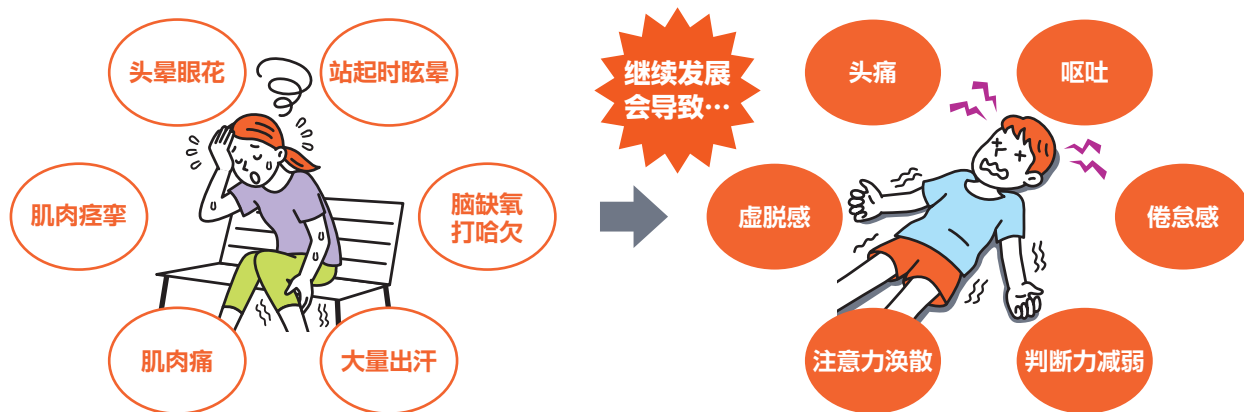 头晕眼花
站起时眩晕
肌肉痉挛
脑缺氧
打哈欠
肌肉痛
大量出汗
继续发展
会导致…
头痛
呕吐
虚脱感
倦怠感
注意力涣散
判断力减弱